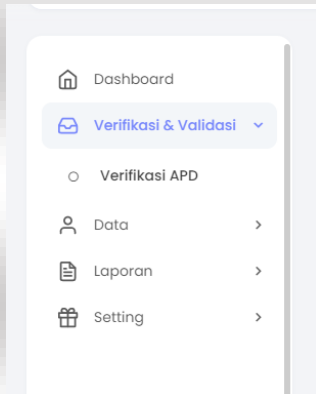 Dashboard
Verifikasi & Validasi
Verifikasi APD
Data
Laporan
Setting